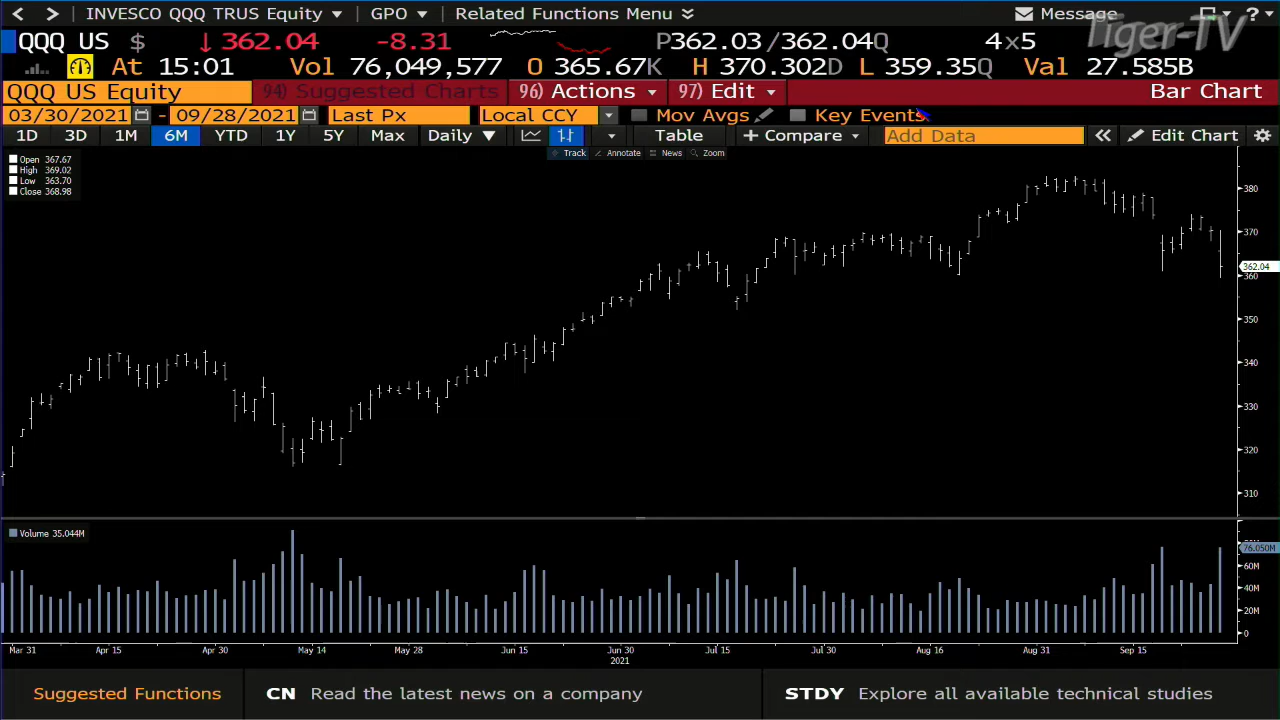 INVESCO QQQ TRUS Equity GPO Related Functions Menu Message ?
Tiger-TV
QQQ US $ ↓ 362.04 -8.31 P362.03 /362.04Q 4×5
At 15:01 Vol 76,049,577 O 365.67K H 370.302D L 359.35Q Val 27.585B
QQQ US Equity 94) Suggested Charts 96) Actions 97) Edit Bar Chart
03/30/2021 - 09/28/2021 Last Px Local CCY Mov Avgs Key Events
1D 3D 1M 6M YTD 1Y 5Y Max Daily ▼ Table + Compare Add Data « Edit Chart
Track Annotate News Zoom
Open 367.67
High 369.02
Low 363.70
Close 368.98
380
370
362.04
360
350
340
330
320
310
Volume 35.044M
76.050M
60M
40M
20M
0
Mar 31 Apr 15 Apr 30 May 14 May 28 Jun 15 Jun 30 Jul 15 Jul 30 Aug 16 Aug 31 Sep 15
2021
Suggested Functions CN Read the latest news on a company STDY Explore all available technical studies